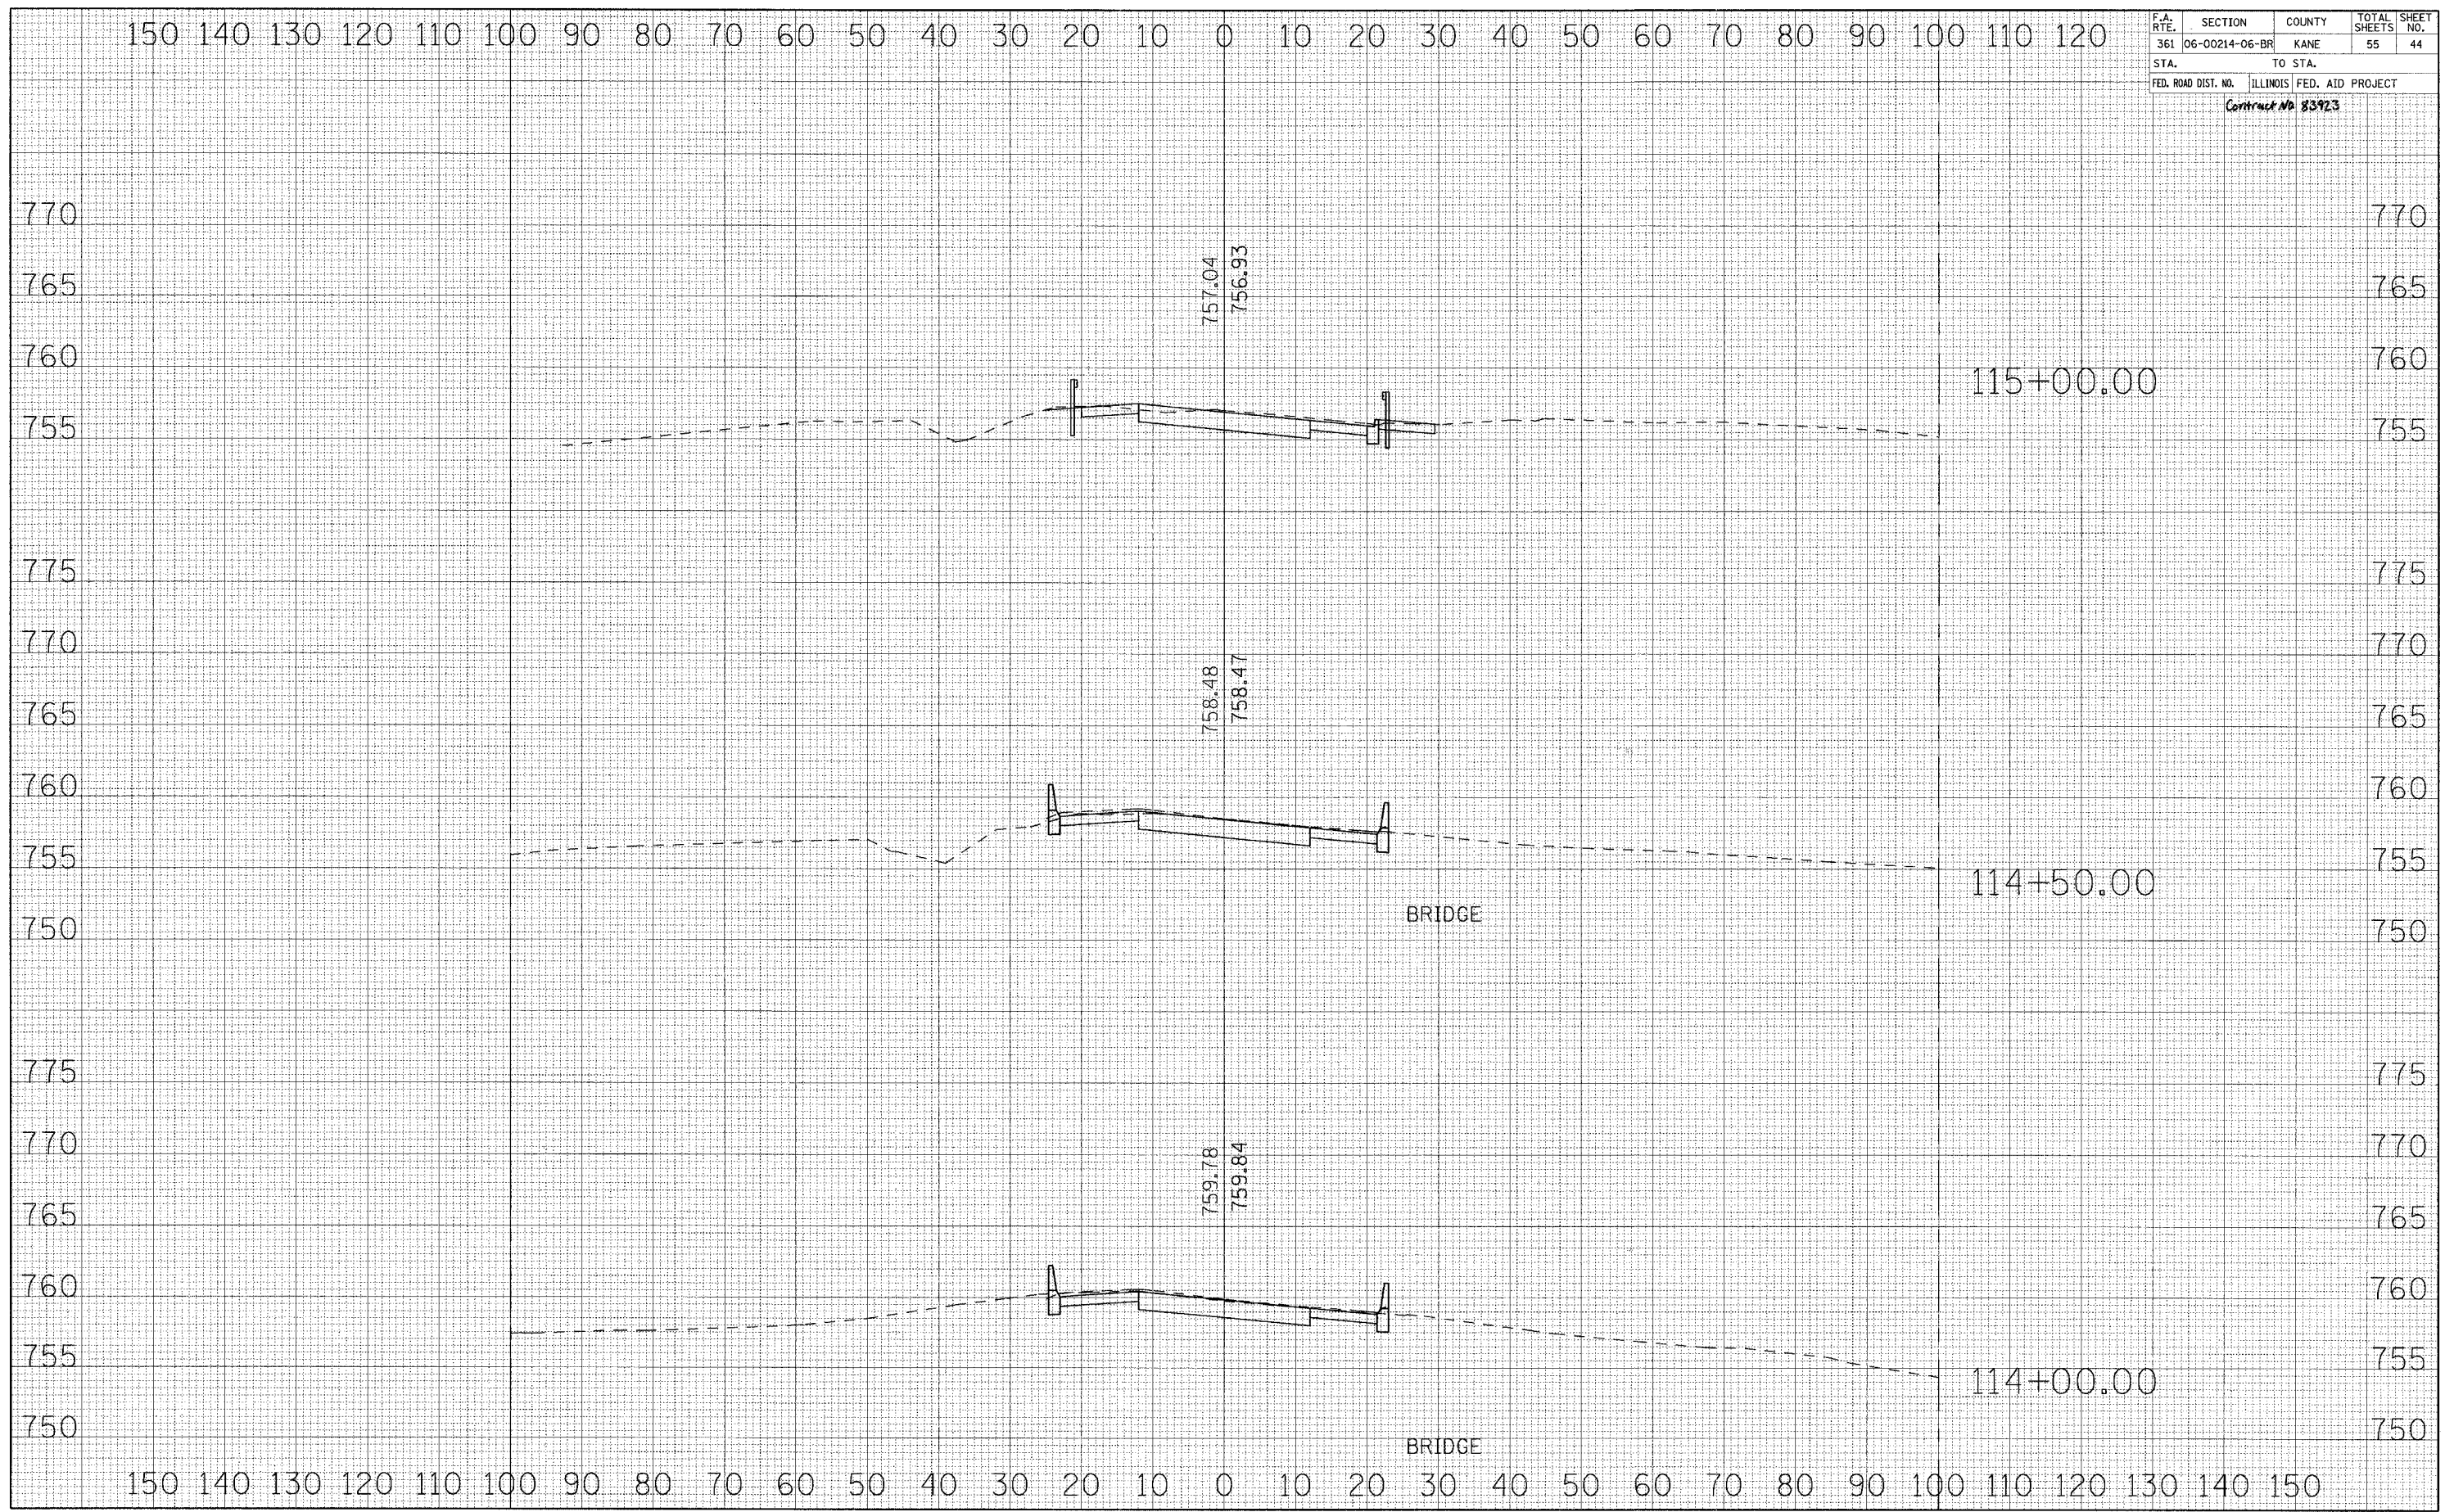 150 140 130 120 110 100 90 80 70 60 50 40 30 20 10 0 10 20 30 40 50 60 70 80 90 100 110 120
F.A. RTE. SECTION COUNTY TOTAL SHEETS SHEET NO.
361 06-00214-06-BR KANE 55 44
STA. TO STA.
FED. ROAD DIST. NO. ILLINOIS FED. AID PROJECT
Contract No 83923
770 770
757.04
756.93
765 765
760 760
115+00.00
755 755
775 775
770 770
758.48
758.47
765 765
760 760
755 755
114+50.00
BRIDGE
750 750
775 775
770 770
759.78
759.84
765 765
760 760
755 755
114+00.00
750 750
BRIDGE
150 140 130 120 110 100 90 80 70 60 50 40 30 20 10 0 10 20 30 40 50 60 70 80 90 100 110 120 130 140 150